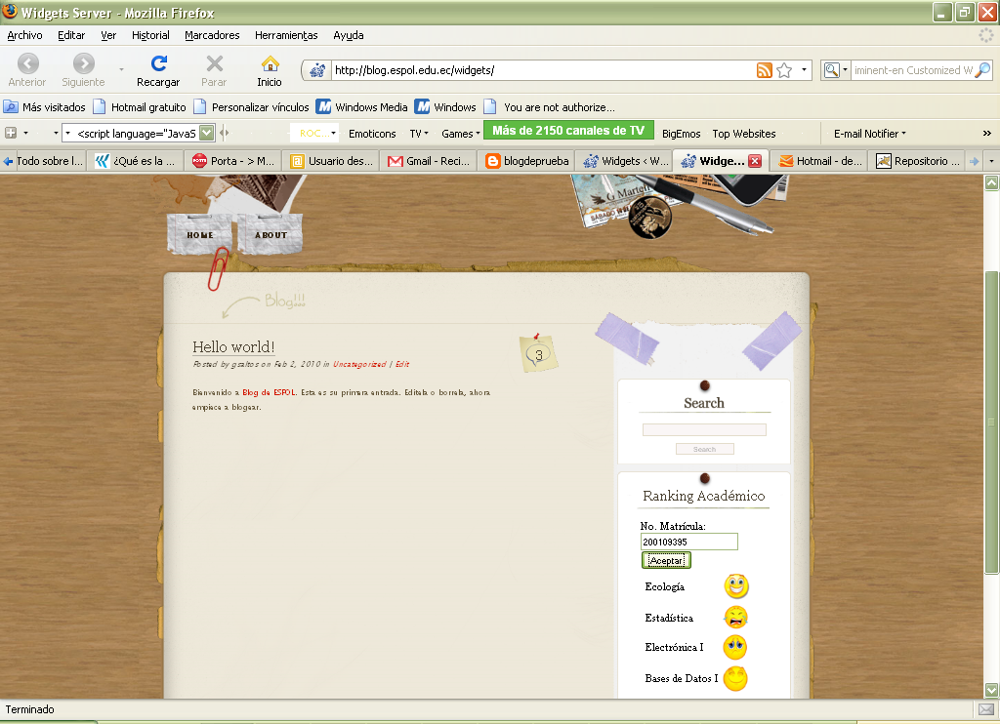 Widgets Server - Mozilla Firefox
Archivo Editar Ver Historial Marcadores Herramientas Ayuda
Anterior Siguiente Recargar Parar Inicio http://blog.espol.edu.ec/widgets/ iminent-en Customized W
Más visitados Hotmail gratuito Personalizar vínculos Windows Media Windows You are not authorize...
<script language="JavaS ROC... Emoticons TV Games Más de 2150 canales de TV BigEmos Top Websites E-mail Notifier »
Todo sobre l... ¿Qué es la ... Porta - > M... Usuario des... Gmail - Reci... blogdeprueba Widgets ‹ W... Widge... Hotmail - de... Repositorio ...
G Martell
SABADO
HOME ABOUT
Blog!!!
Hello world!
3
Posted by gsaltos on Feb 2, 2010 in Uncategorized | Edit
Bienvenido a Blog de ESPOL. Esta es su primera entrada. Editela o borrela, ahora
empiece a blogear.
Search
Search
Ranking Académico
No. Matrícula:
200109395
Aceptar
Ecología
Estadística
Electrónica I
Bases de Datos I
Terminado